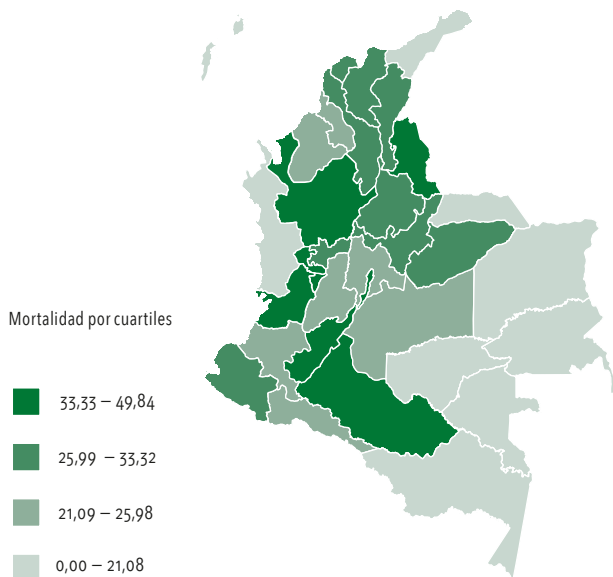 Mortalidad por cuartiles
33,33 – 49,84
25,99 – 33,32
21,09 – 25,98
0,00 – 21,08